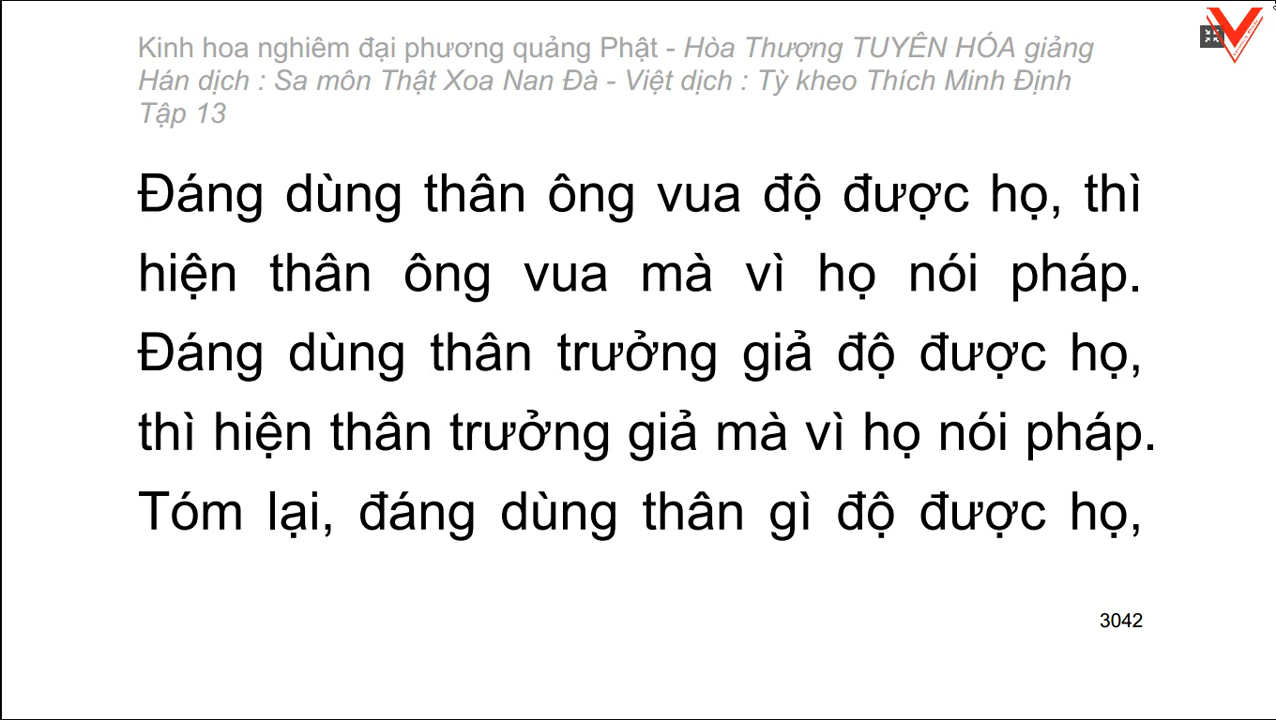 Kinh hoa nghiêm đại phương quảng Phật - Hòa Thượng TUYÊN HÓA giảng
Hán dịch : Sa môn Thật Xoa Nan Đà - Việt dịch : Tỳ kheo Thích Minh Định
Tập 13
Đáng dùng thân ông vua độ được họ, thì
hiện thân ông vua mà vì họ nói pháp.
Đáng dùng thân trưởng giả độ được họ,
thì hiện thân trưởng giả mà vì họ nói pháp.
Tóm lại, đáng dùng thân gì độ được họ,
3042